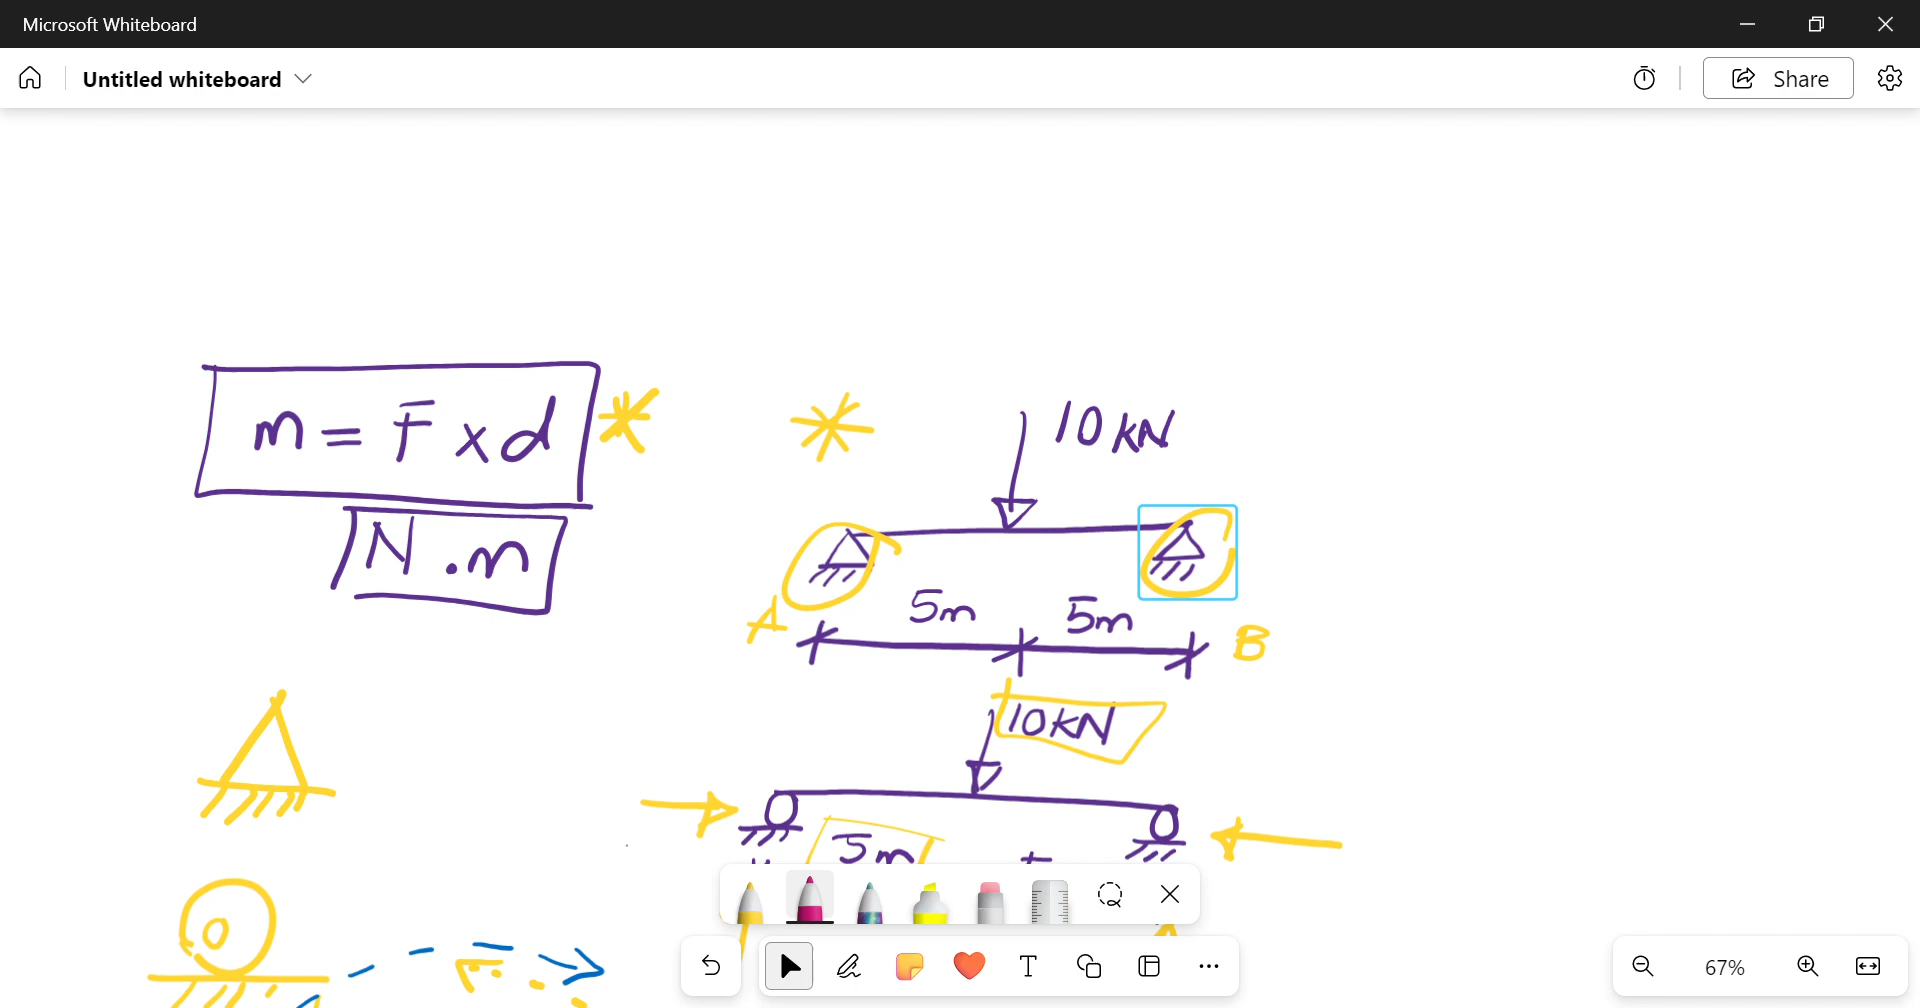 Microsoft Whiteboard
Untitled whiteboard
Share
m = F x d
N.m
10 kN
5m 5m
A B
10kN
5m
T
67%